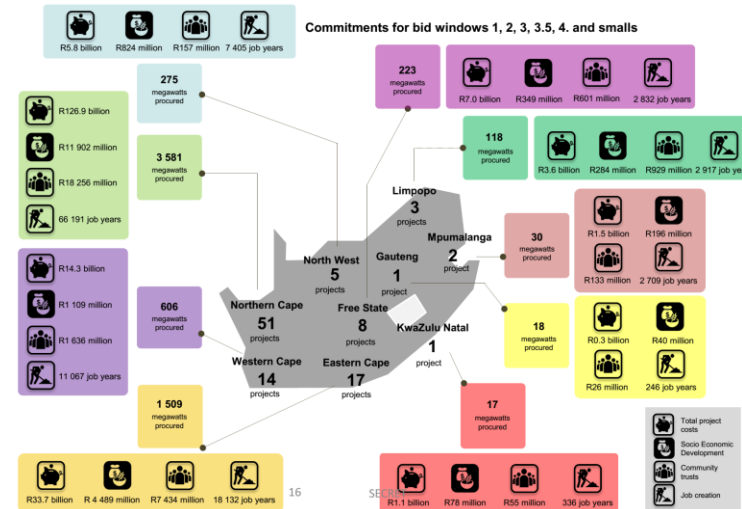 Commitments for bid windows 1, 2, 3, 3.5, 4. and smalls
R5.8 billion
R824 million
R157 million
7 405 job years
275
megawatts
procured
223
megawatts
procured
R7.0 billion
R349 million
R601 million
2 832 job years
R126.9 billion
R11 902 million
R18 256 million
66 191 job years
3 581
megawatts
procured
118
megawatts
procured
R3.6 billion
R284 million
R929 million
2 917 job years
Limpopo
3
projects
Mpumalanga
2
project
30
megawatts
procured
R1.5 billion
R196 million
R133 million
2 709 job years
North West
5
projects
Gauteng
1
project
R14.3 billion
R1 109 million
R1 636 million
11 067 job years
606
megawatts
procured
Northern Cape
51
projects
Free State
8
projects
KwaZulu Natal
1
project
18
megawatts
procured
R0.3 billion
R40 million
R26 million
246 job years
Western Cape
14
projects
Eastern Cape
17
projects
1 509
megawatts
procured
17
megawatts
procured
R33.7 billion
R 4 489 million
R7 434 million
18 132 job years
R1.1 billion
R78 million
R55 million
336 job years
Total project
costs
Socio Economic
Development
Community
trusts
Job creation
16